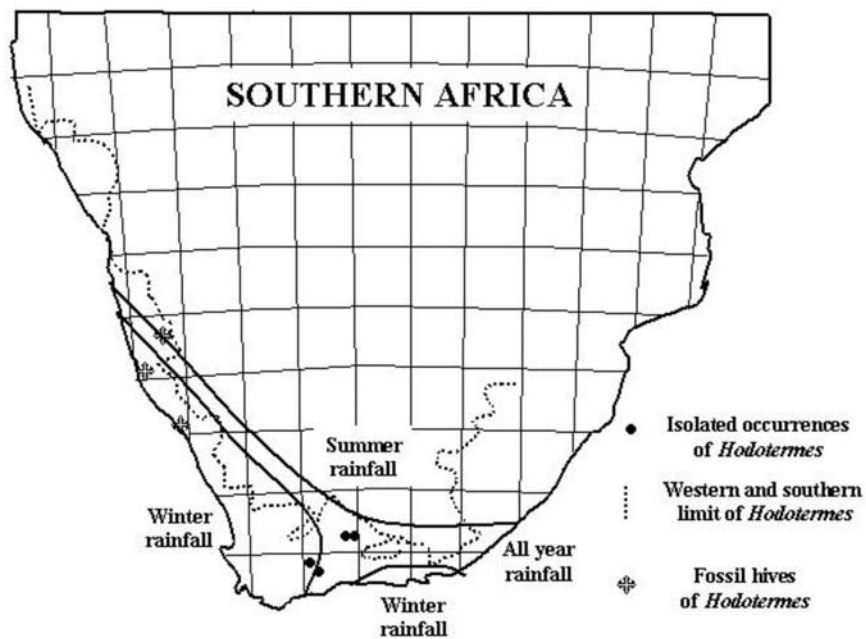 SOUTHERN AFRICA
Summer
rainfall
Winter
rainfall
All year
rainfall
Winter
rainfall
Isolated occurrences
of Hodotermes
Western and southern
limit of Hodotermes
Fossil hives
of Hodotermes